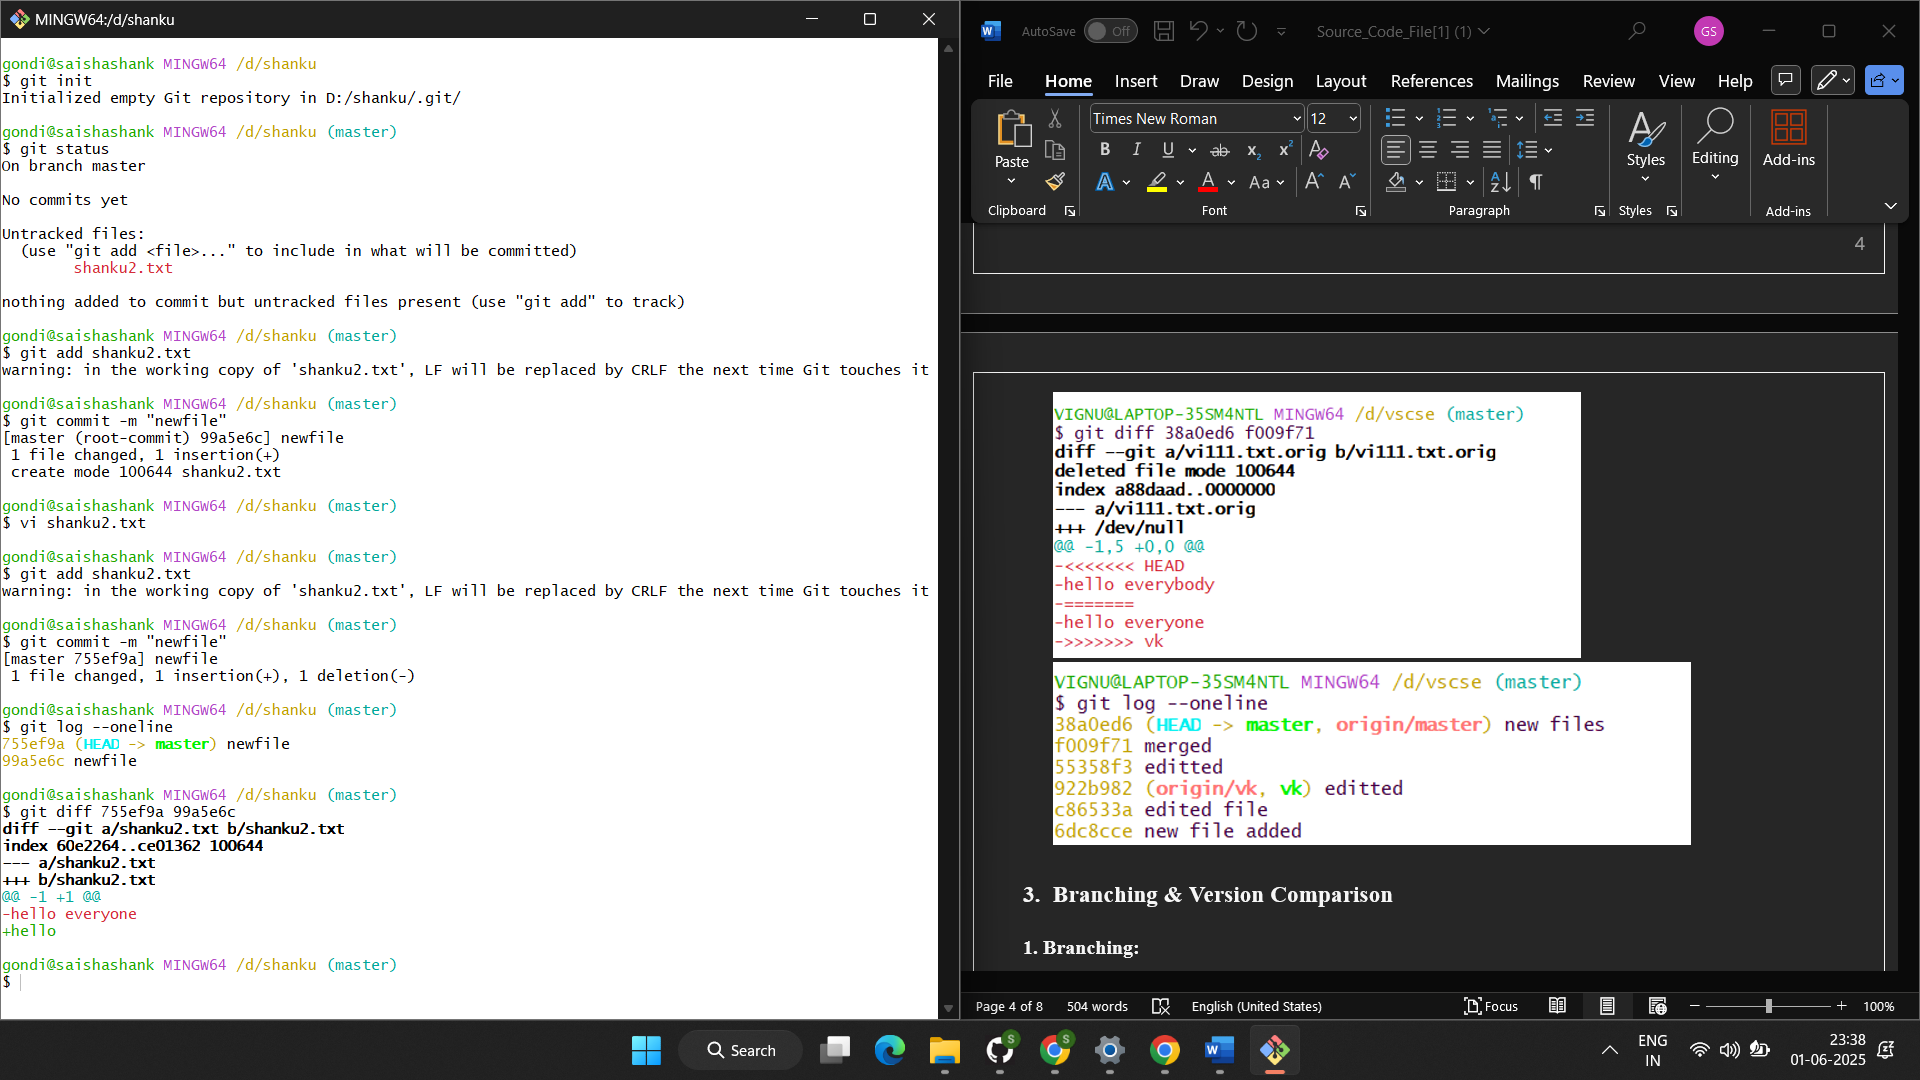 MINGW64:/d/shanku
gondi@saishashank MINGW64 /d/shanku
$ git init
Initialized empty Git repository in D:/shanku/.git/
gondi@saishashank MINGW64 /d/shanku (master)
$ git status
On branch master
No commits yet
Untracked files:
  (use "git add <file>..." to include in what will be committed)
        shanku2.txt
nothing added to commit but untracked files present (use "git add" to track)
gondi@saishashank MINGW64 /d/shanku (master)
$ git add shanku2.txt
warning: in the working copy of 'shanku2.txt', LF will be replaced by CRLF the next time Git touches it
gondi@saishashank MINGW64 /d/shanku (master)
$ git commit -m "newfile"
[master (root-commit) 99a5e6c] newfile
 1 file changed, 1 insertion(+)
 create mode 100644 shanku2.txt
gondi@saishashank MINGW64 /d/shanku (master)
$ vi shanku2.txt
gondi@saishashank MINGW64 /d/shanku (master)
$ git add shanku2.txt
warning: in the working copy of 'shanku2.txt', LF will be replaced by CRLF the next time Git touches it
gondi@saishashank MINGW64 /d/shanku (master)
$ git commit -m "newfile"
[master 755ef9a] newfile
 1 file changed, 1 insertion(+), 1 deletion(-)
gondi@saishashank MINGW64 /d/shanku (master)
$ git log --oneline
755ef9a (HEAD -> master) newfile
99a5e6c newfile
gondi@saishashank MINGW64 /d/shanku (master)
$ git diff 755ef9a 99a5e6c
diff --git a/shanku2.txt b/shanku2.txt
index 60e2264..ce01362 100644
--- a/shanku2.txt
+++ b/shanku2.txt
@@ -1 +1 @@
-hello everyone
+hello
gondi@saishashank MINGW64 /d/shanku (master)
$
AutoSave Off Source_Code_File[1] (1) GS
File Home Insert Draw Design Layout References Mailings Review View Help
Paste Times New Roman 12 Styles Editing Add-ins
Clipboard Font Paragraph Styles Add-ins
4
VIGNU@LAPTOP-35SM4NTL MINGW64 /d/vscse (master)
$ git diff 38a0ed6 f009f71
diff --git a/vi111.txt.orig b/vi111.txt.orig
deleted file mode 100644
index a88daad..0000000
--- a/vi111.txt.orig
+++ /dev/null
@@ -1,5 +0,0 @@
-<<<<<<< HEAD
-hello everybody
-=======
-hello everyone
->>>>>>> vk
VIGNU@LAPTOP-35SM4NTL MINGW64 /d/vscse (master)
$ git log --oneline
38a0ed6 (HEAD -> master, origin/master) new files
f009f71 merged
55358f3 editted
922b982 (origin/vk, vk) editted
c86533a edited file
6dc8cce new file added
3. Branching & Version Comparison
1. Branching:
Page 4 of 8 504 words English (United States) Focus 100%
Search
ENG
IN
23:38
01-06-2025